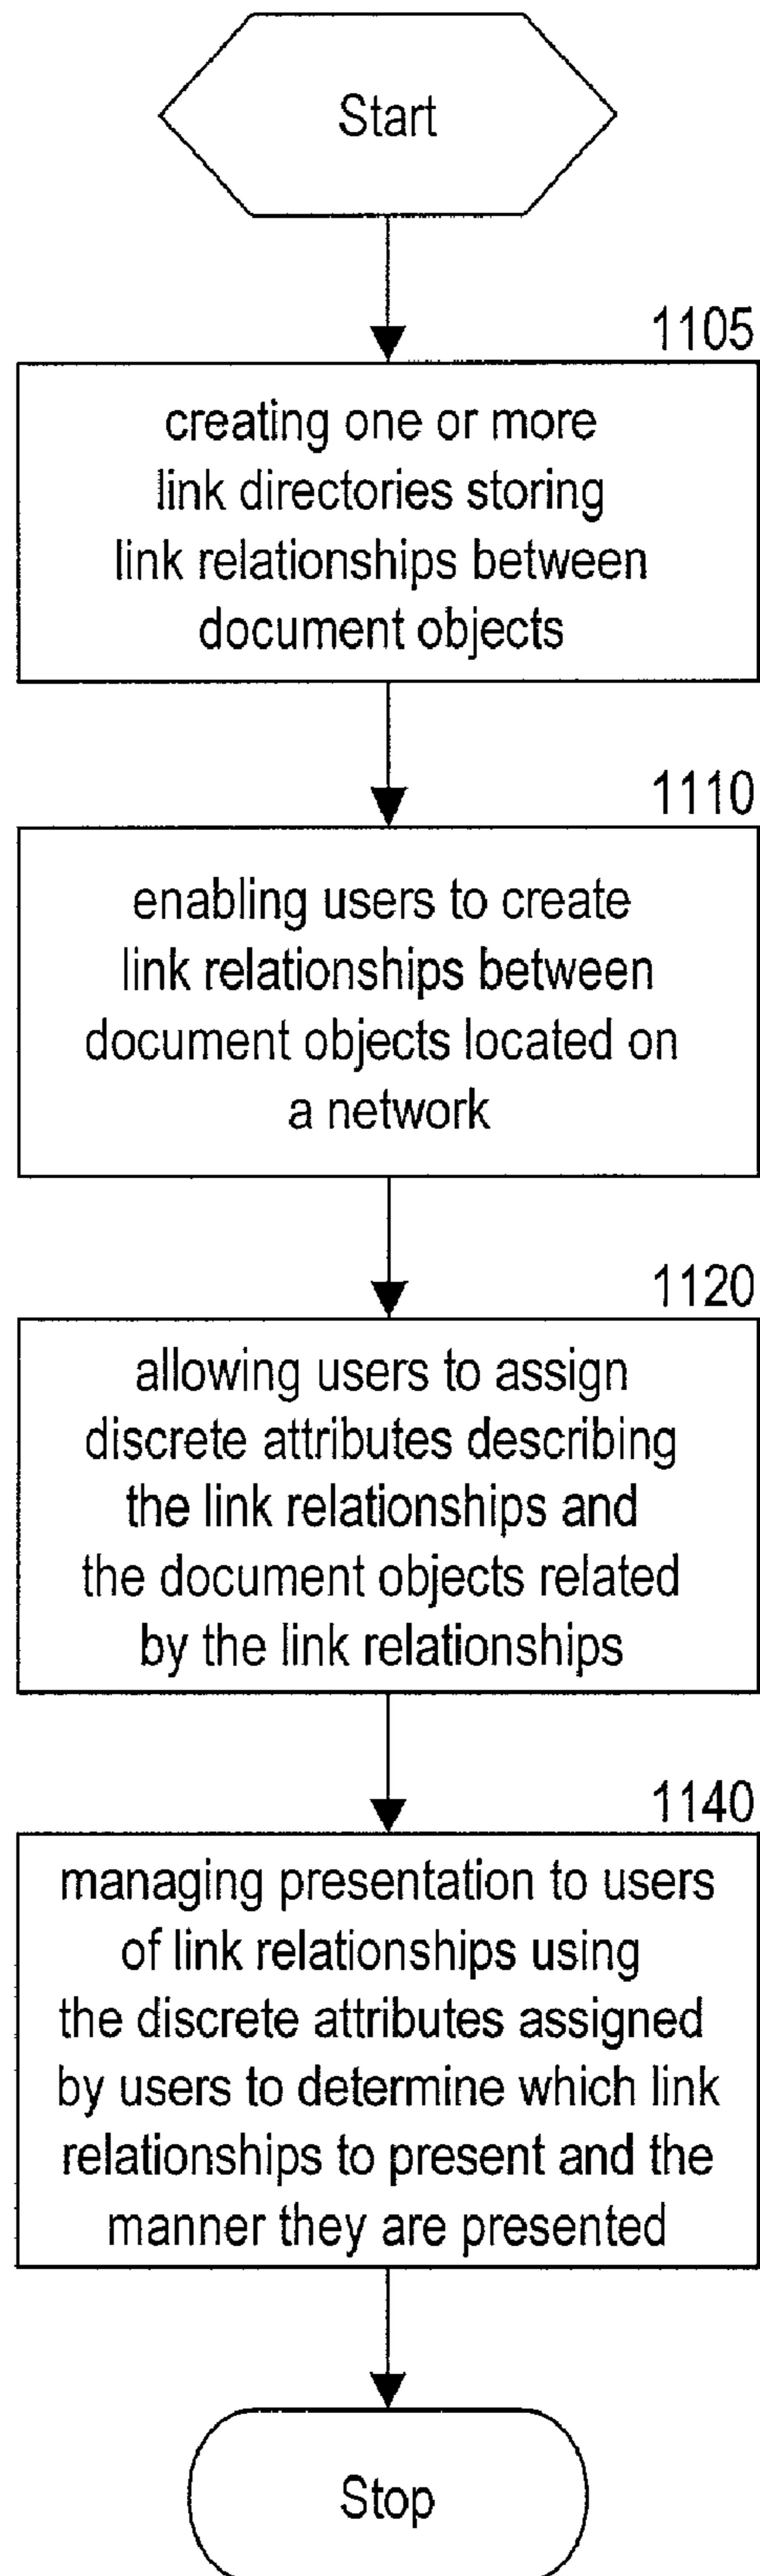 Start
1105
creating one or more
link directories storing
link relationships between
document objects
1110
enabling users to create
link relationships between
document objects located on
a network
1120
allowing users to assign
discrete attributes describing
the link relationships and
the document objects related
by the link relationships
1140
managing presentation to users
of link relationships using
the discrete attributes assigned
by users to determine which link
relationships to present and the
manner they are presented
Stop